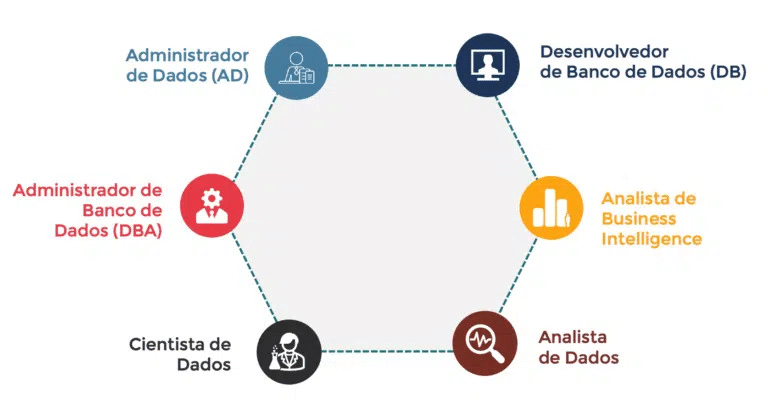 Administrador
de Dados (AD)
Desenvolvedor
de Banco de Dados (DB)
Administrador de
Banco de
Dados (DBA)
Analista de
Business
Intelligence
Cientista de
Dados
Analista
de Dados